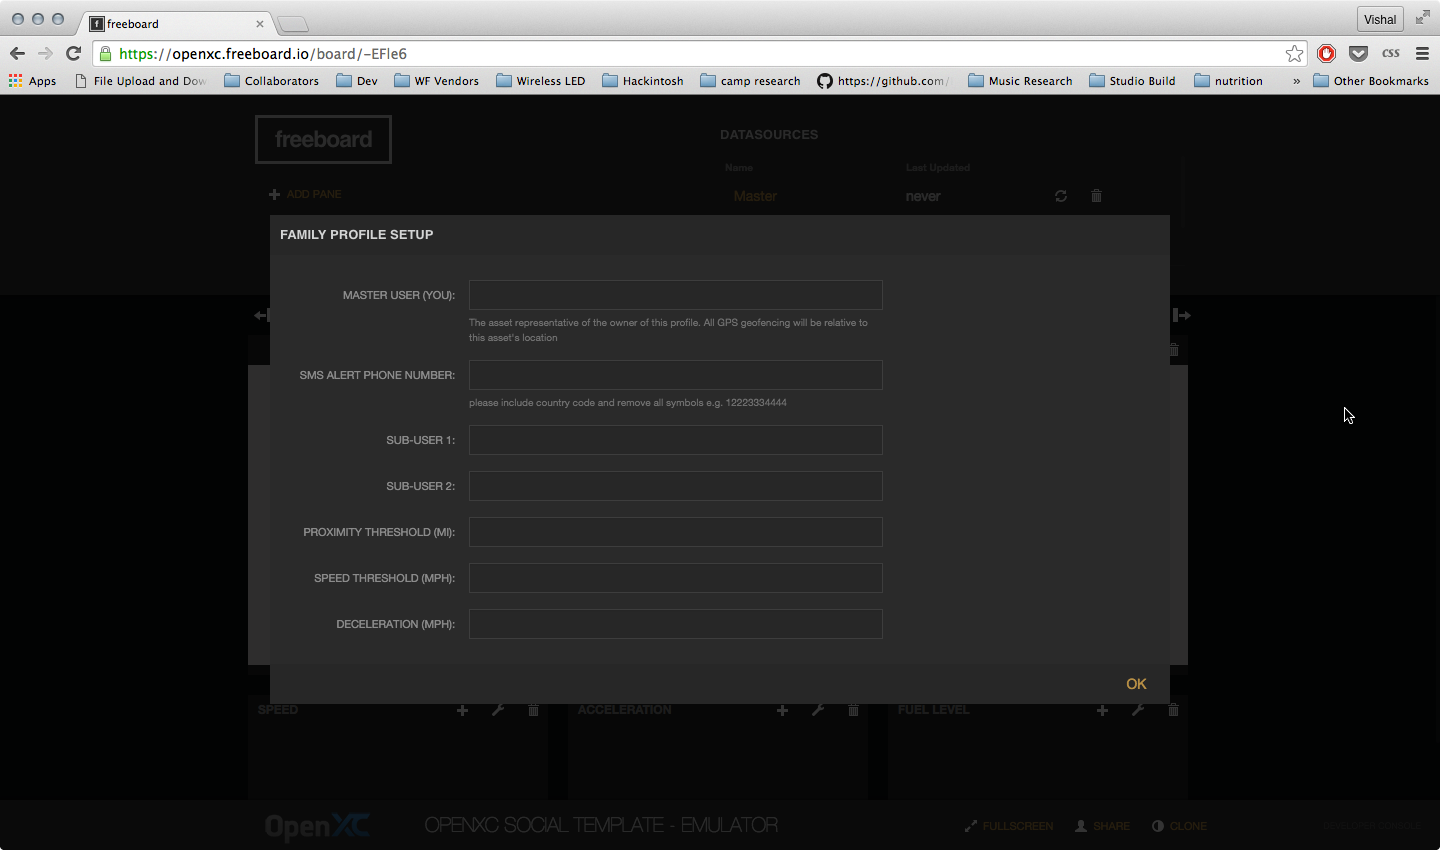 freeboard
Vishal
https://openxc.freeboard.io/board/-EFle6
Apps File Upload and Dow Collaborators Dev WF Vendors Wireless LED Hackintosh camp research https://github.com/ Music Research Studio Build nutrition » Other Bookmarks
css
freeboard
DATASOURCES
Name Last Updated
ADD PANE
Master never
FAMILY PROFILE SETUP
MASTER USER (YOU):
The asset representative of the owner of this profile. All GPS geofencing will be relative to
this asset's location
SMS ALERT PHONE NUMBER:
please include country code and remove all symbols e.g. 12223334444
SUB-USER 1:
SUB-USER 2:
PROXIMITY THRESHOLD (MI):
SPEED THRESHOLD (MPH):
DECELERATION (MPH):
OK
SPEED ACCELERATION FUEL LEVEL
OpenXC OPENXC SOCIAL TEMPLATE - EMULATOR FULLSCREEN SHARE CLONE